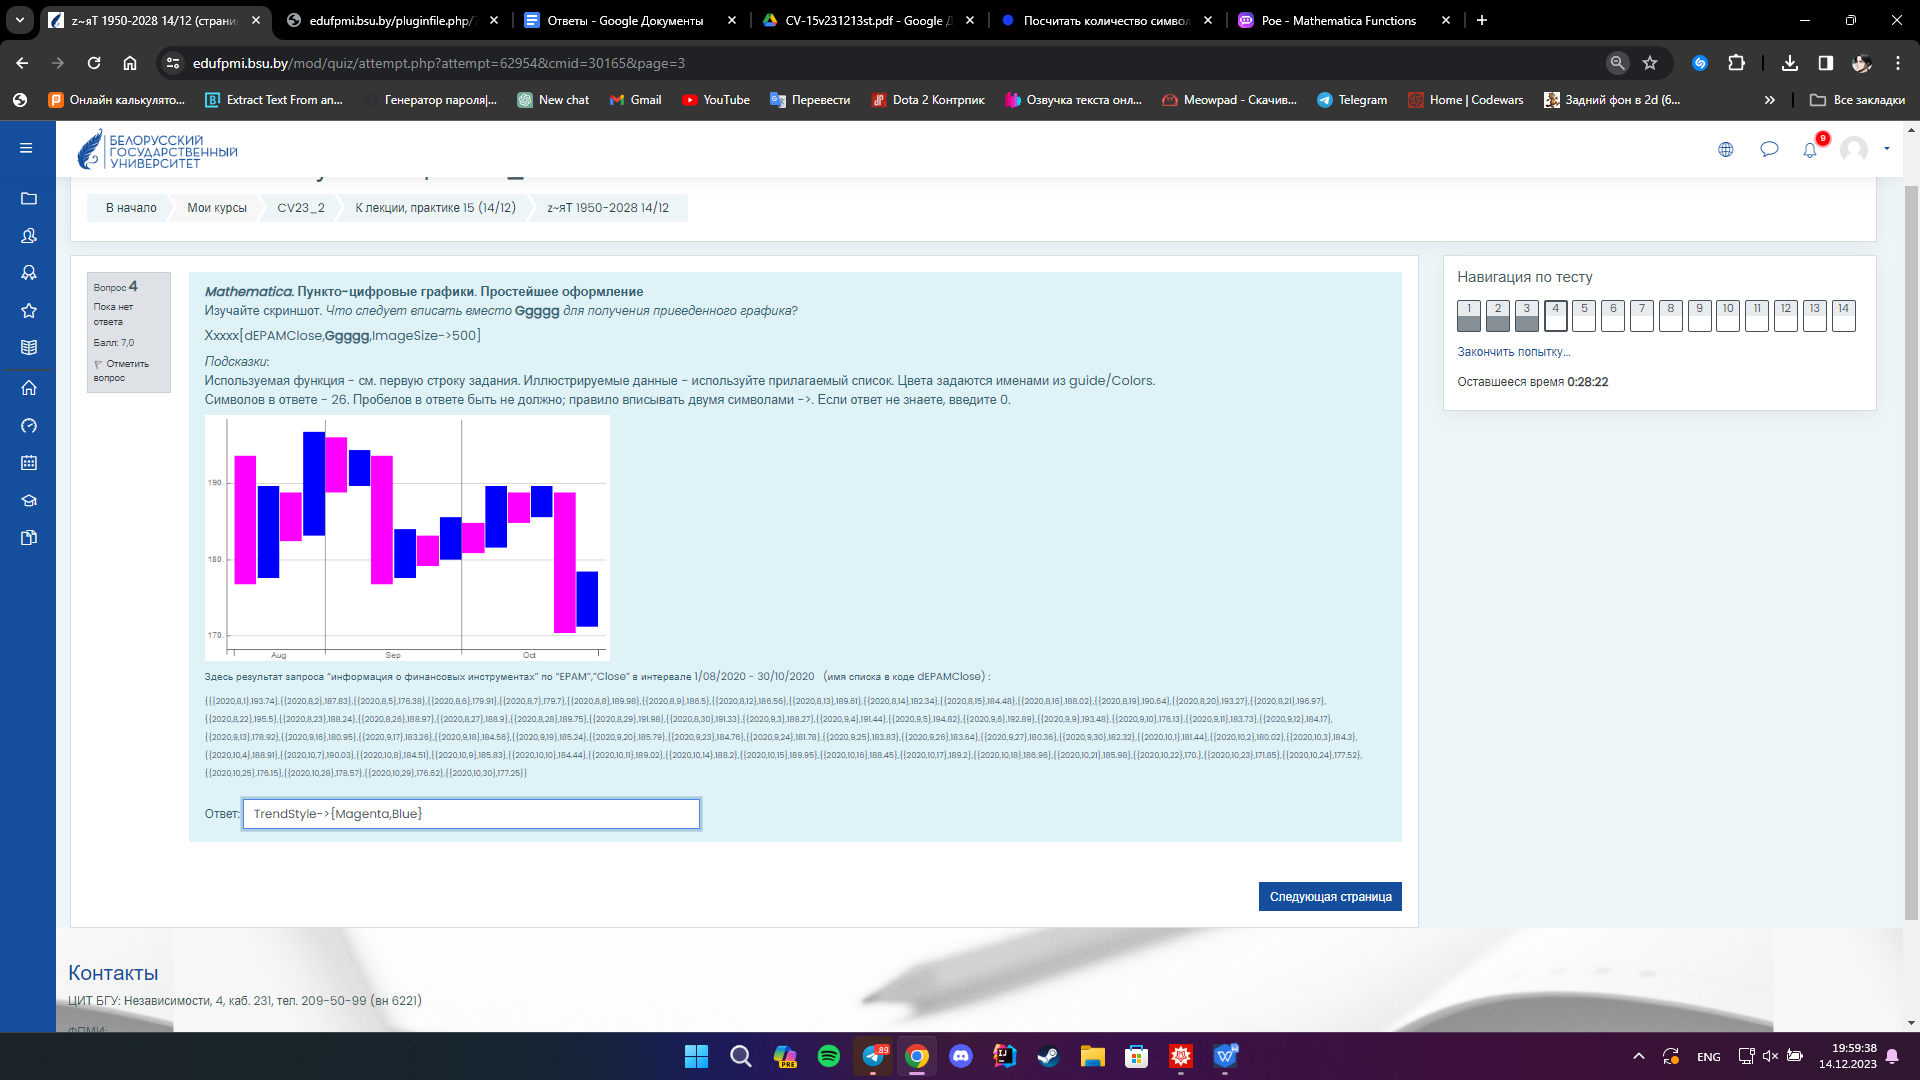 z~яТ 1950-2028 14/12 (страни
edufpmi.bsu.by/pluginfile.php/
Ответы - Google Документы
CV-15v231213st.pdf - Google Д
Посчитать количество символ
Poe - Mathematica Functions
edufpmi.bsu.by/mod/quiz/attempt.php?attempt=62954&cmid=30165&page=3
Онлайн калькулято...
Extract Text From an...
Генератор пароля|...
New chat
Gmail
YouTube
Перевести
Dota 2 Контрпик
Озвучка текста онл...
Meowpad - Скачив...
Telegram
Home | Codewars
Задний фон в 2d (б...
Все закладки
БЕЛОРУССКИЙ
ГОСУДАРСТВЕННЫЙ
УНИВЕРСИТЕТ
9
В начало
Мои курсы
CV23_2
К лекции, практике 15 (14/12)
z~яТ 1950-2028 14/12
Вопрос 4
Пока нет
ответа
Балл: 7,0
Отметить
вопрос
Mathematica. Пункто-цифровые графики. Простейшее оформление
Изучайте скриншот. Что следует вписать вместо Ggggg для получения приведенного графика?
Xxxxx[dEPAMClose,Ggggg,ImageSize->500]
Подсказки:
Используемая функция - см. первую строку задания. Иллюстрируемые данные - используйте прилагаемый список. Цвета задаются именами из guide/Colors.
Символов в ответе - 26. Пробелов в ответе быть не должно; правило вписывать двумя символами ->. Если ответ не знаете, введите 0.
190.
180.
170.
Aug
Sep
Oct
Здесь результат запроса "информация о финансовых инструментах" по "EPAM","Close" в интервале 1/08/2020 - 30/10/2020 (имя списка в коде dEPAMClose) :
{{{2020,8,1},193.74},{{2020,8,2},187.83},{{2020,8,5},176.38},{{2020,8,6},179.91},{{2020,8,7},179.7},{{2020,8,8},189.98},{{2020,8,9},186.5},{{2020,8,12},186.56},{{2020,8,13},189.61},{{2020,8,14},182.34},{{2020,8,15},184.48},{{2020,8,16},188.02},{{2020,8,19},190.64},{{2020,8,20},193.27},{{2020,8,21},196.97},
{{2020,8,22},195.5},{{2020,8,23},188.24},{{2020,8,26},188.97},{{2020,8,27},188.9},{{2020,8,28},189.75},{{2020,8,29},191.98},{{2020,8,30},191.33},{{2020,9,3},188.27},{{2020,9,4},191.44},{{2020,9,5},194.82},{{2020,9,6},192.89},{{2020,9,9},193.48},{{2020,9,10},176.13},{{2020,9,11},183.73},{{2020,9,12},184.17},
{{2020,9,13},178.92},{{2020,9,16},180.95},{{2020,9,17},183.26},{{2020,9,18},184.56},{{2020,9,19},185.24},{{2020,9,20},185.79},{{2020,9,23},184.76},{{2020,9,24},181.78},{{2020,9,25},183.83},{{2020,9,26},183.64},{{2020,9,27},180.36},{{2020,9,30},182.32},{{2020,10,1},181.44},{{2020,10,2},180.02},{{2020,10,3},184.3},
{{2020,10,4},188.91},{{2020,10,7},190.03},{{2020,10,8},184.51},{{2020,10,9},185.83},{{2020,10,10},184.44},{{2020,10,11},189.02},{{2020,10,14},188.2},{{2020,10,15},189.95},{{2020,10,16},188.45},{{2020,10,17},189.2},{{2020,10,18},186.96},{{2020,10,21},185.98},{{2020,10,22},170.},{{2020,10,23},171.85},{{2020,10,24},177.52},
{{2020,10,25},176.15},{{2020,10,28},178.57},{{2020,10,29},176.62},{{2020,10,30},177.25}}
Ответ: TrendStyle->{Magenta,Blue}
Следующая страница
Навигация по тесту
1 2 3 4 5 6 7 8 9 10 11 12 13 14
Закончить попытку...
Оставшееся время 0:28:22
Контакты
ЦИТ БГУ: Независимости, 4, каб. 231, тел. 209-50-99 (вн 6221)
ФПМИ:
PRE
89
ENG
19:59:38
14.12.2023